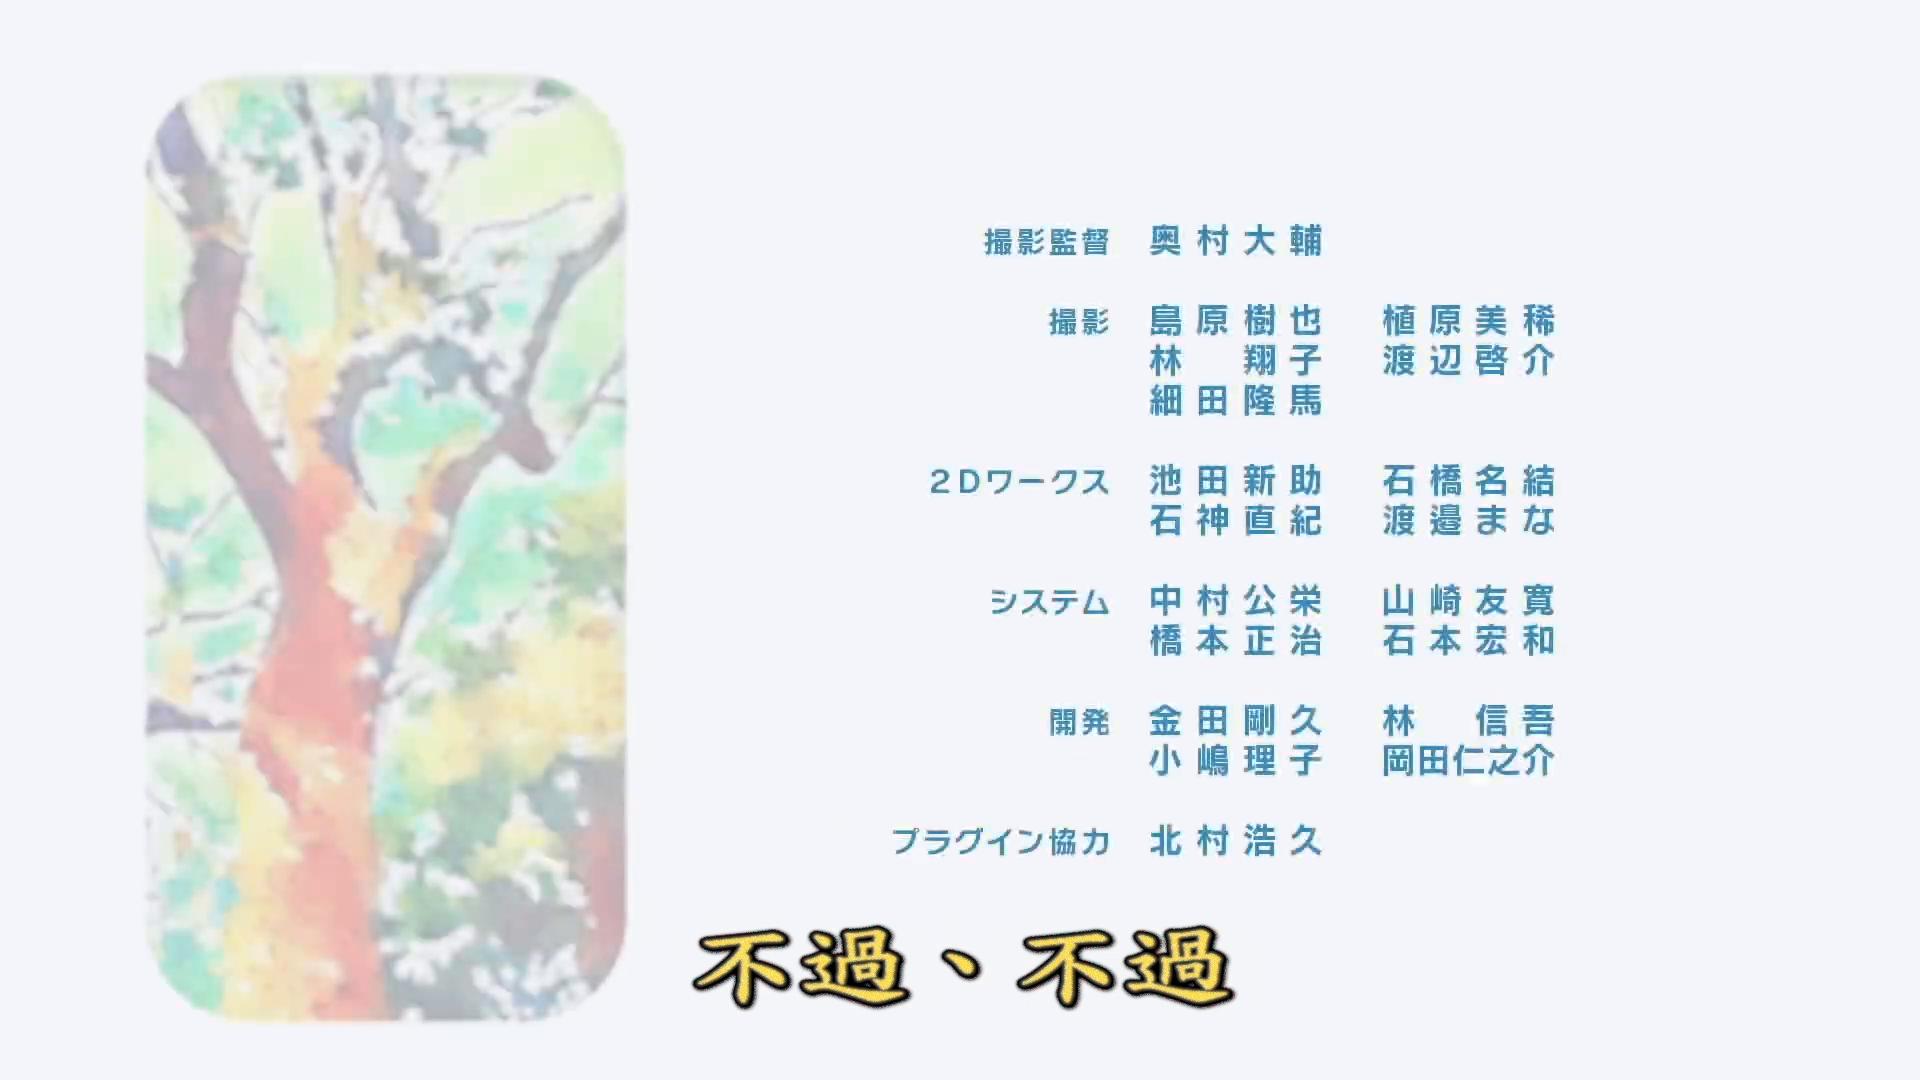 撮影監督 奥村大輔
撮影 島原樹也 植原美稀
林 翔子 渡辺啓介
細田隆馬
2Dワークス 池田新助 石橋名結
石神直紀 渡邉まな
システム 中村公栄 山崎友寛
橋本正治 石本宏和
開発 金田剛久 林 信吾
小嶋理子 岡田仁之介
プラグイン協力 北村浩久
不過、不過